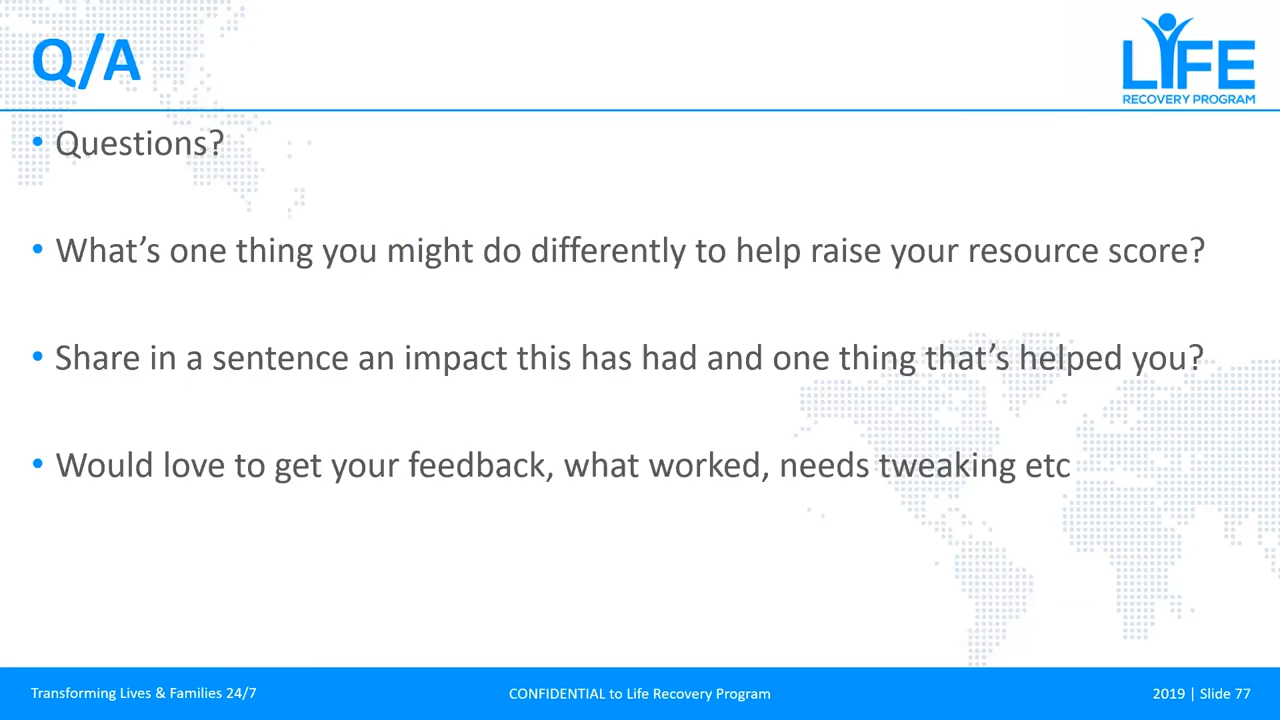 Q/A
LIFE
RECOVERY PROGRAM
• Questions?
• What’s one thing you might do differently to help raise your resource score?
• Share in a sentence an impact this has had and one thing that’s helped you?
• Would love to get your feedback, what worked, needs tweaking etc
Transforming Lives & Families 24/7
CONFIDENTIAL to Life Recovery Program
2019 | Slide 77